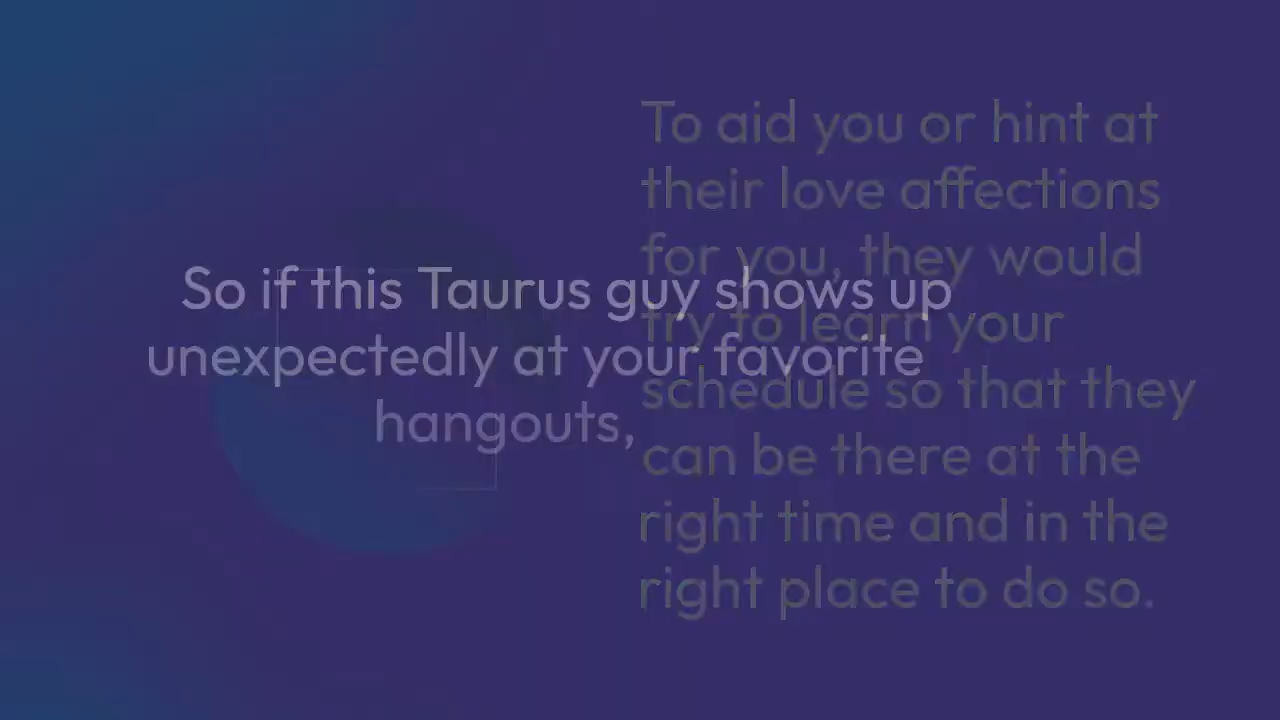 To aid you or hint at
their love affections
for you, they would
try to learn your
schedule so that they
can be there at the
right time and in the
right place to do so.
So if this Taurus guy shows up
unexpectedly at your favorite
hangouts,